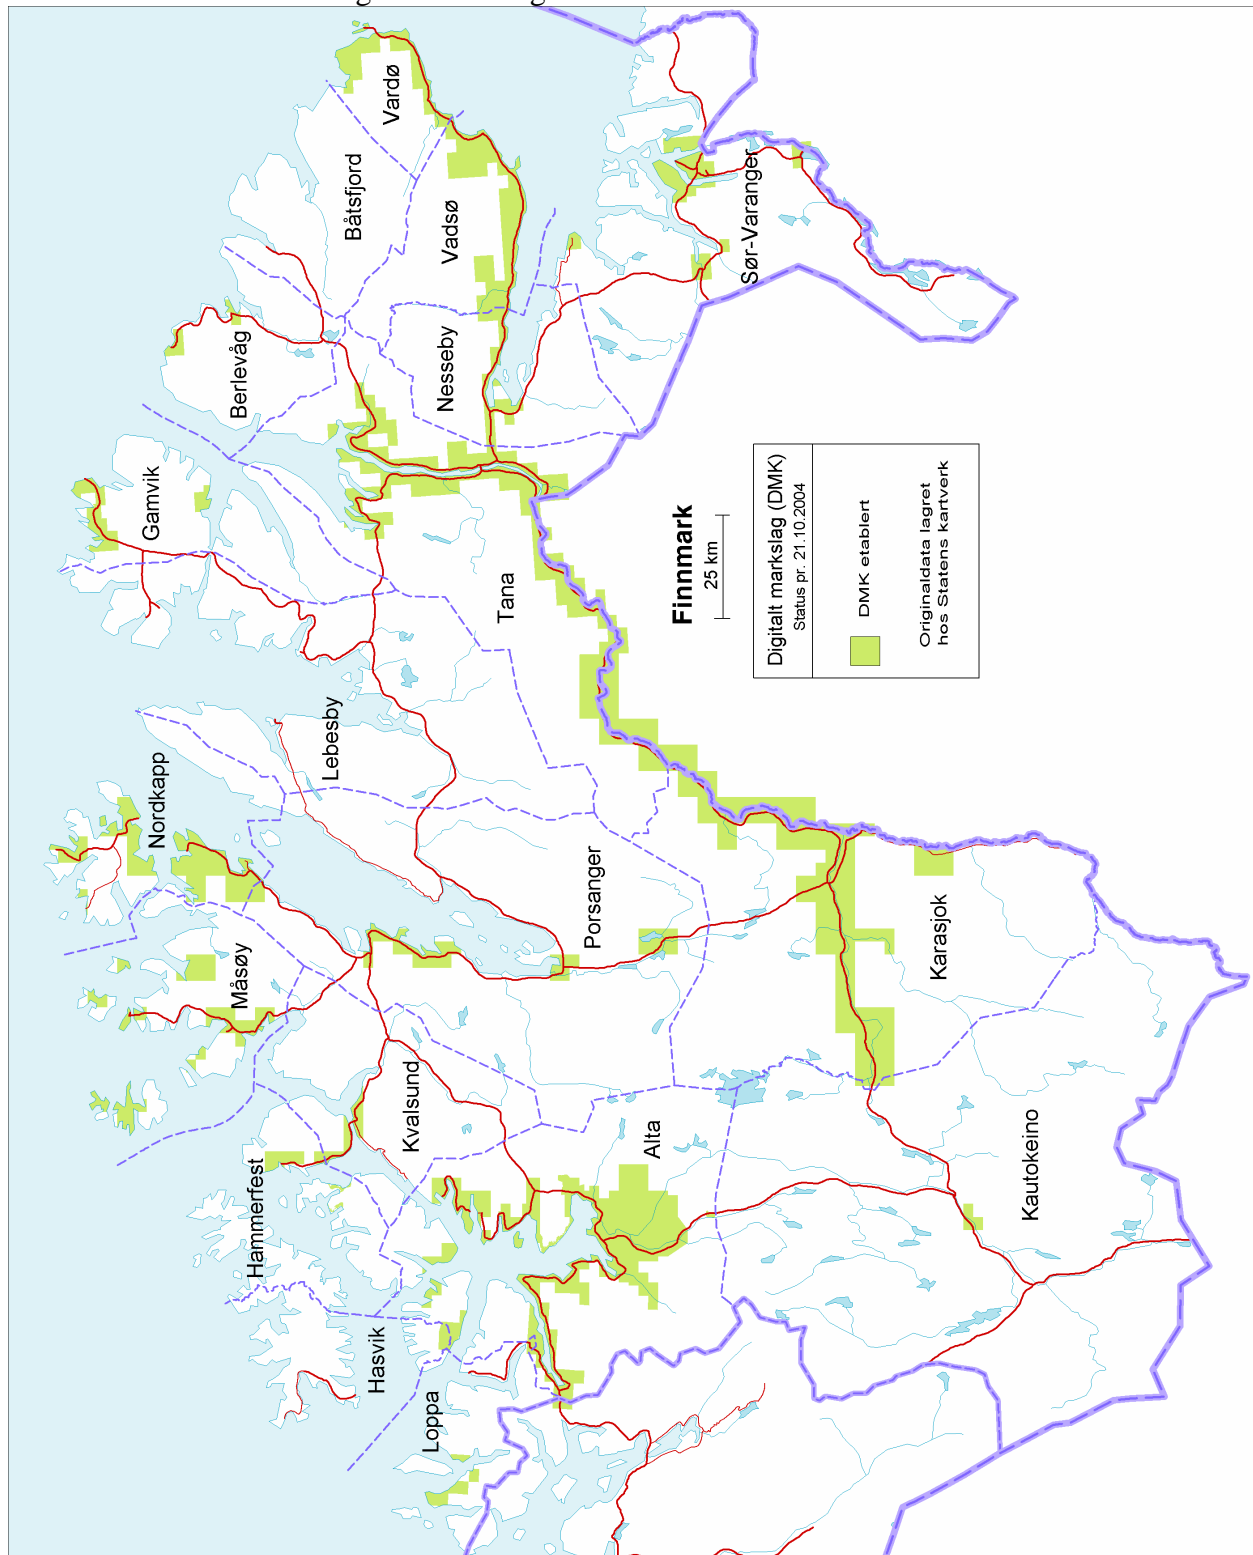 Vardø
Båtsfjord
Vadsø
Sør-Varanger
Berlevåg
Nesseby
Gamvik
Tana
Lebesby
Nordkapp
Porsanger
Måsøy
Karasjok
Kvalsund
Alta
Hammerfest
Kautokeino
Hasvik
Loppa
Finnmark
25 km
Digitalt markslag (DMK)
Status pr. 21.10.2004
DMK etablert
Originaldata lagret
hos Statens kartverk